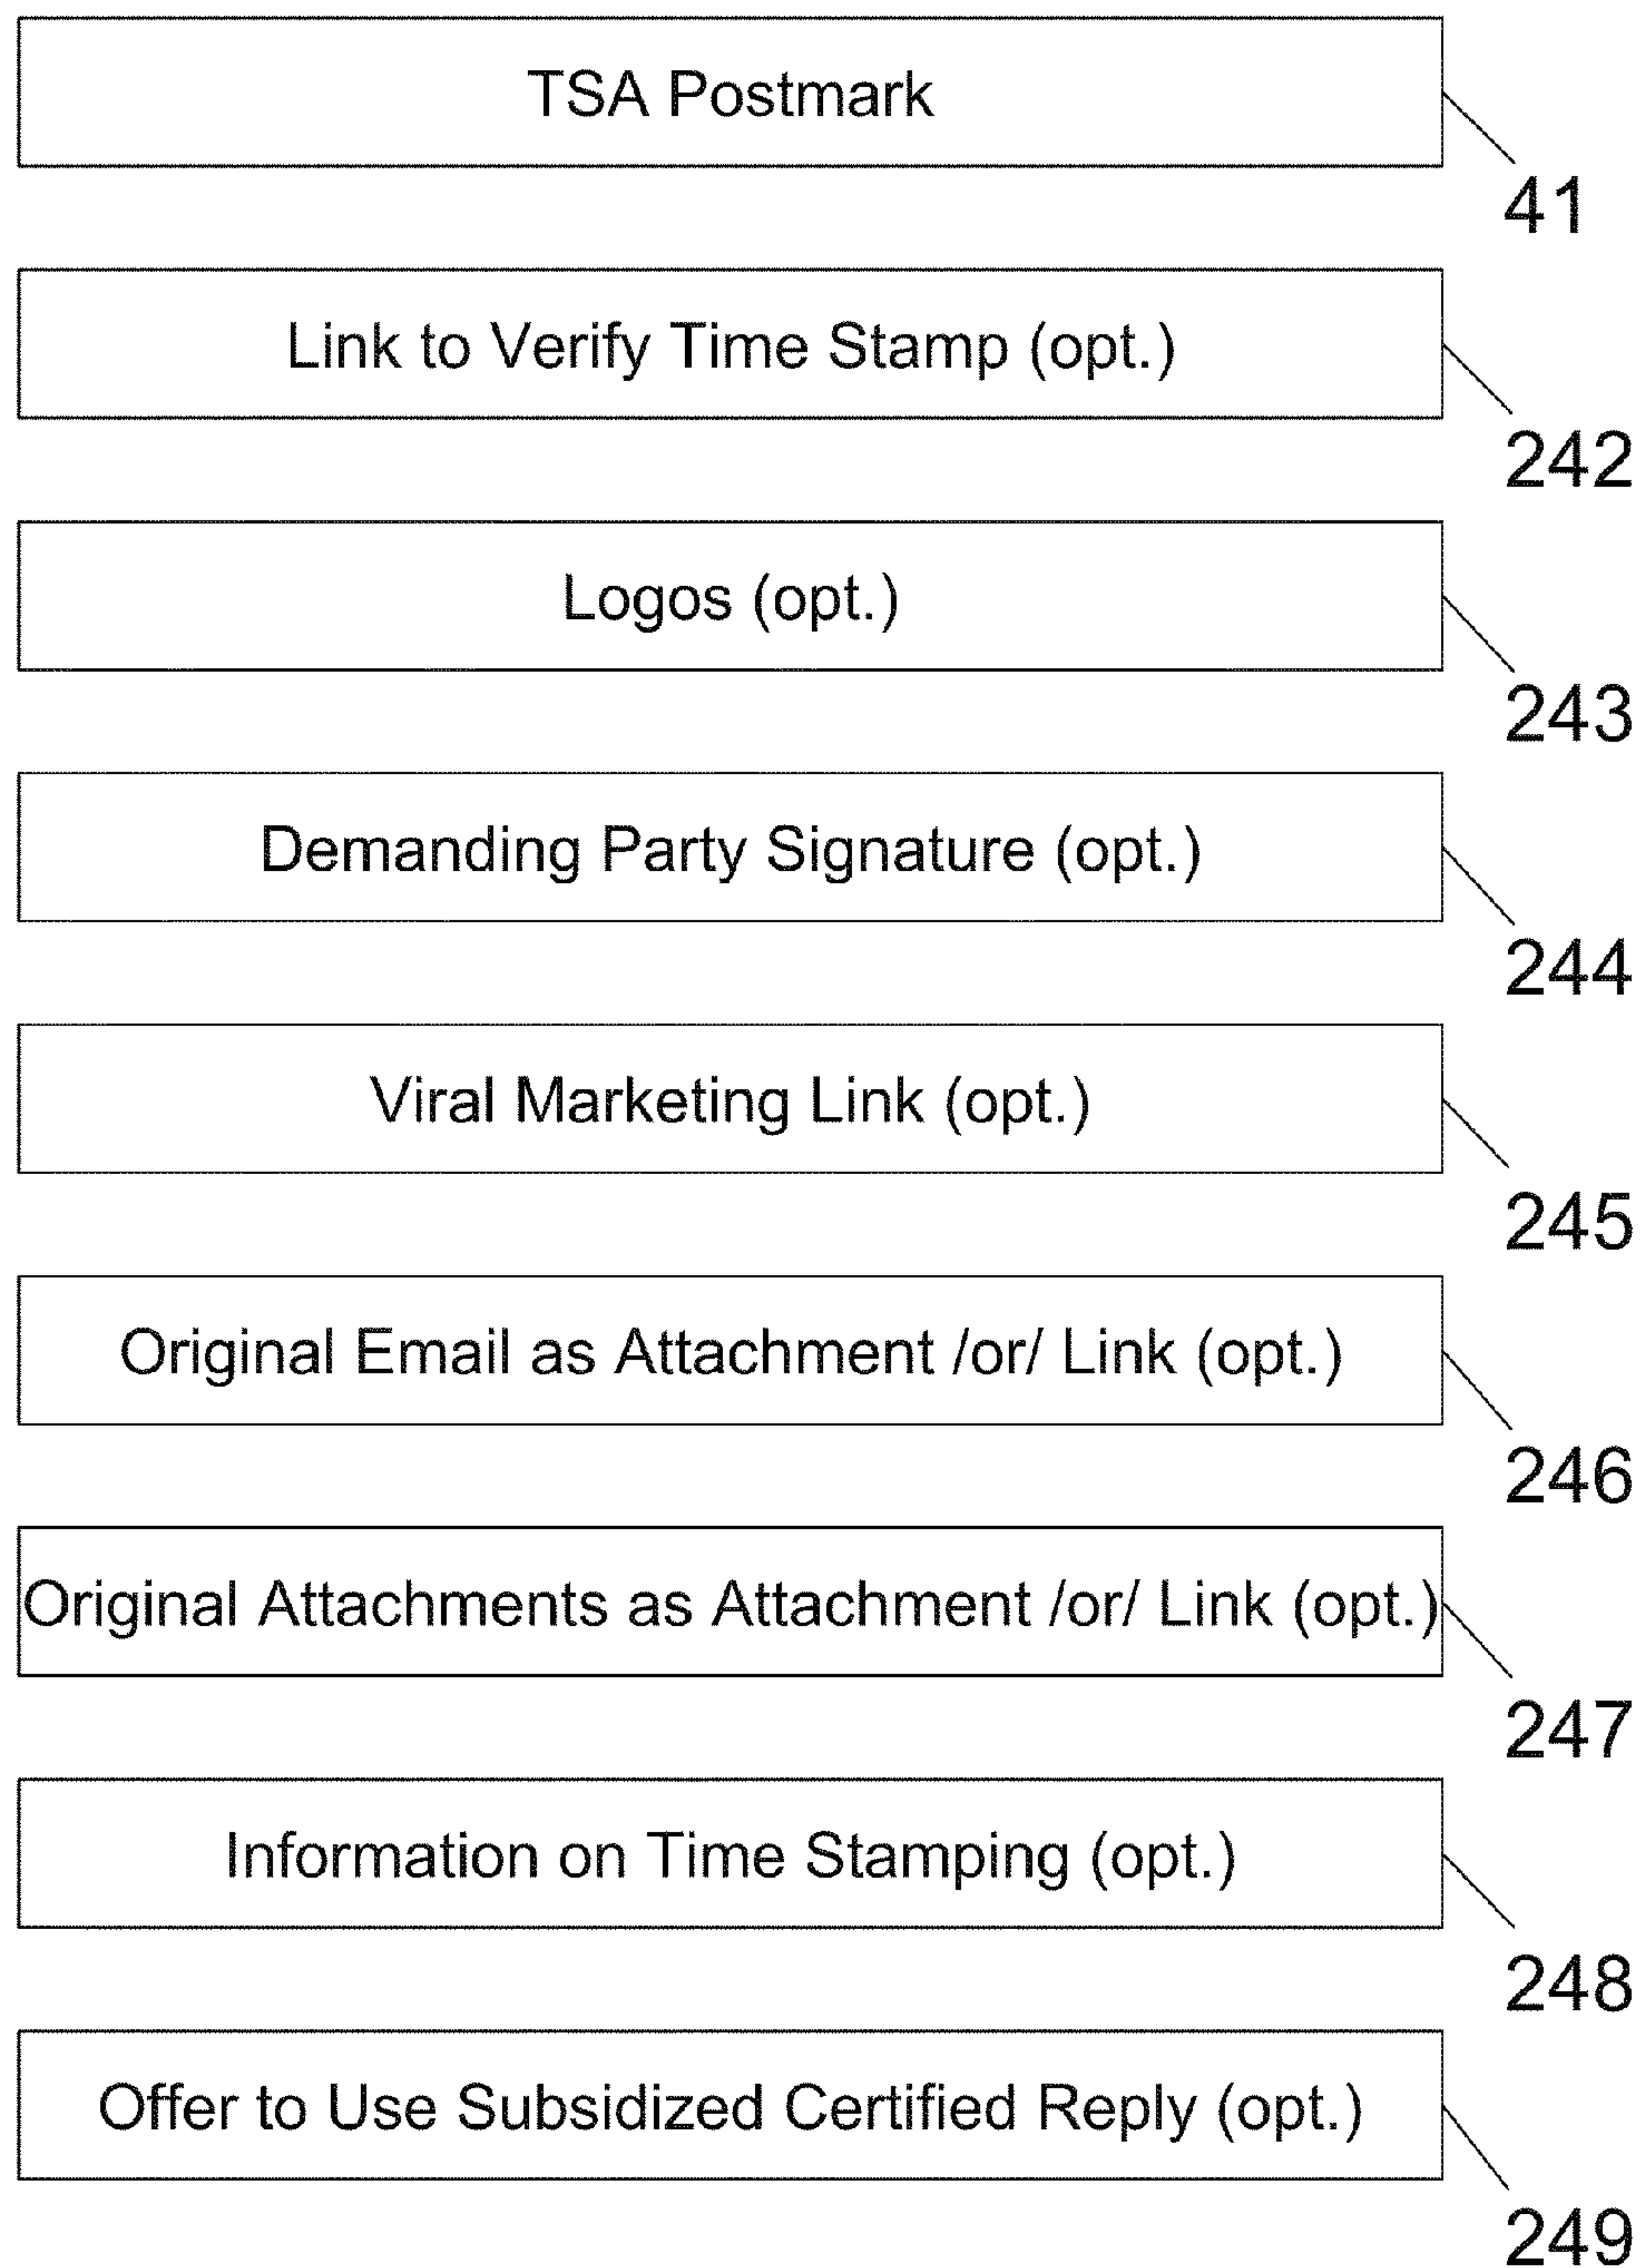 TSA Postmark
41
Link to Verify Time Stamp (opt.)
242
Logos (opt.)
243
Demanding Party Signature (opt.)
244
Viral Marketing Link (opt.)
245
Original Email as Attachment /or/ Link (opt.)
246
Original Attachments as Attachment /or/ Link (opt.)
247
Information on Time Stamping (opt.)
248
Offer to Use Subsidized Certified Reply (opt.)
249